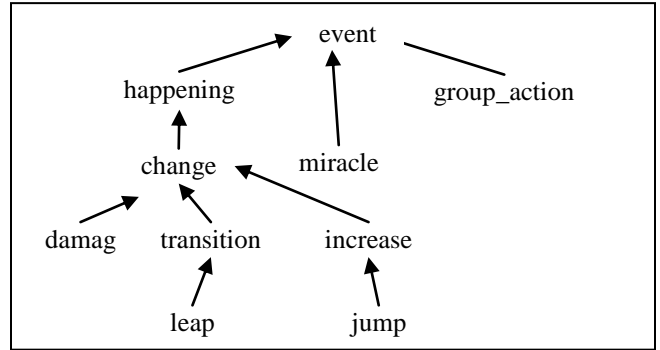 event
happening group_action
change miracle
damag transition increase
leap jump